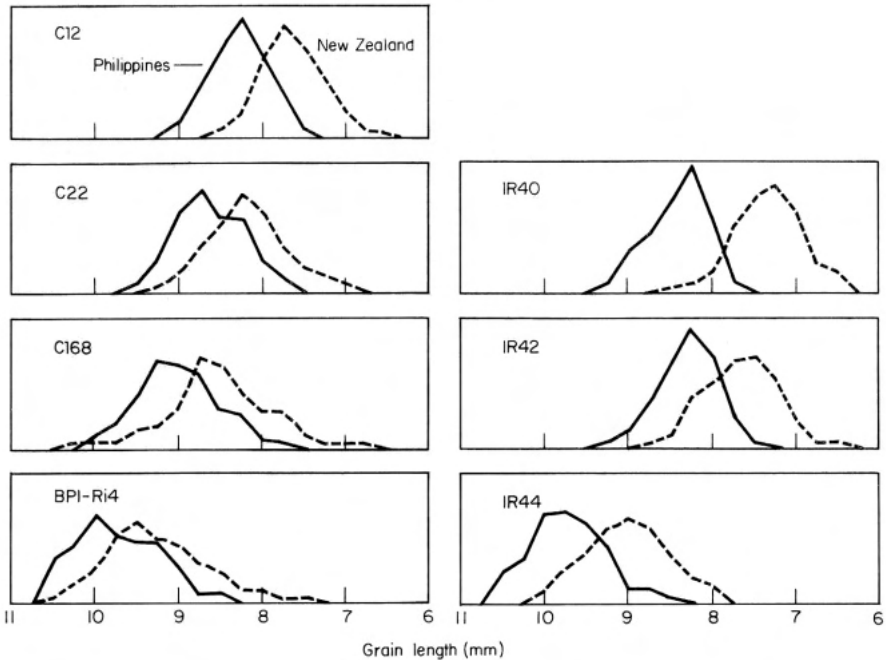 C12
Philippines
New Zealand
C22
IR40
C168
IR42
BPI-Ri4
IR44
11 10 9 8 7 6
11 10 9 8 7 6
Grain length (mm)